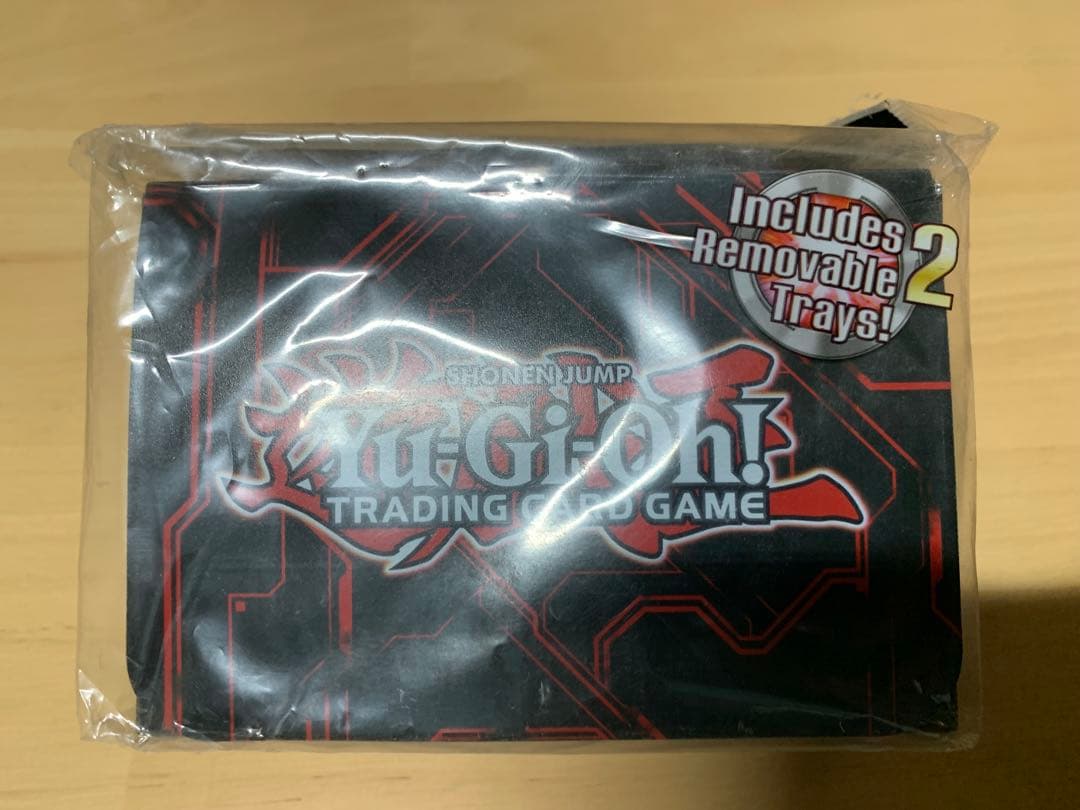 Includes 2
Removable
Trays!
SHONEN JUMP
Yu-Gi-Oh!
TRADING CARD GAME